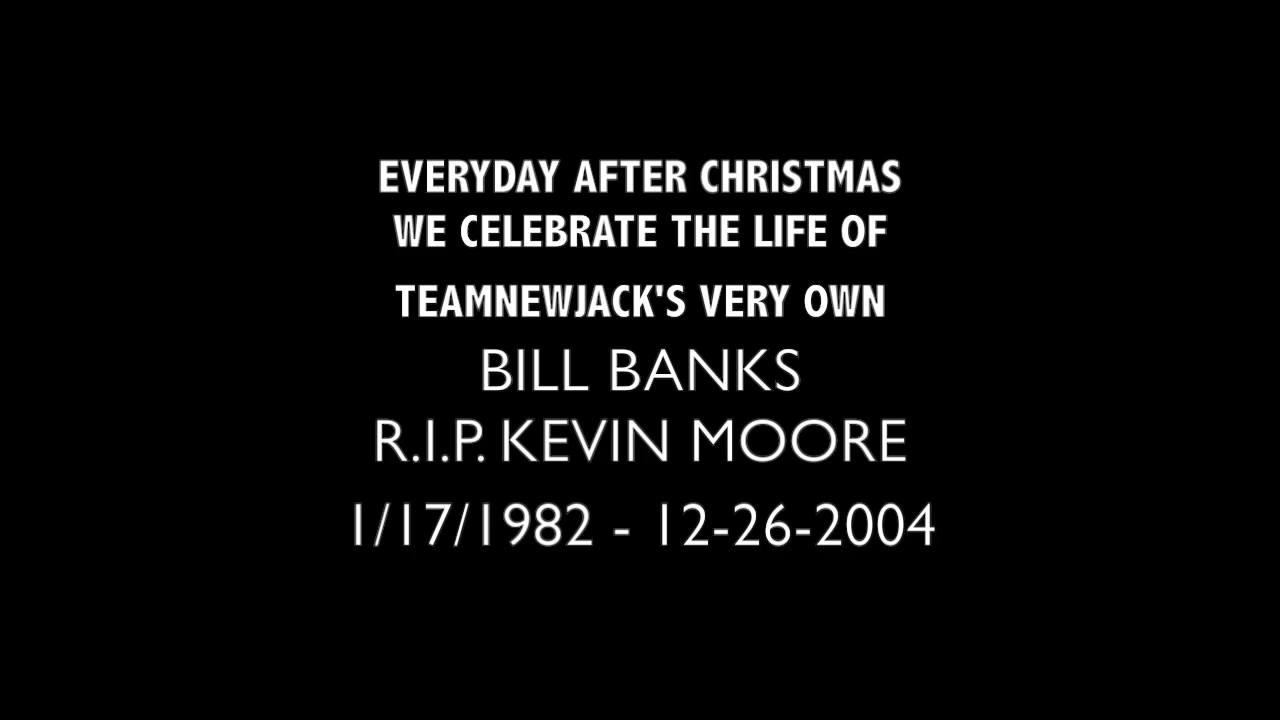 EVERYDAY AFTER CHRISTMAS
WE CELEBRATE THE LIFE OF
TEAMNEWJACK'S VERY OWN
BILL BANKS
R.I.P. KEVIN MOORE
1/17/1982 - 12-26-2004